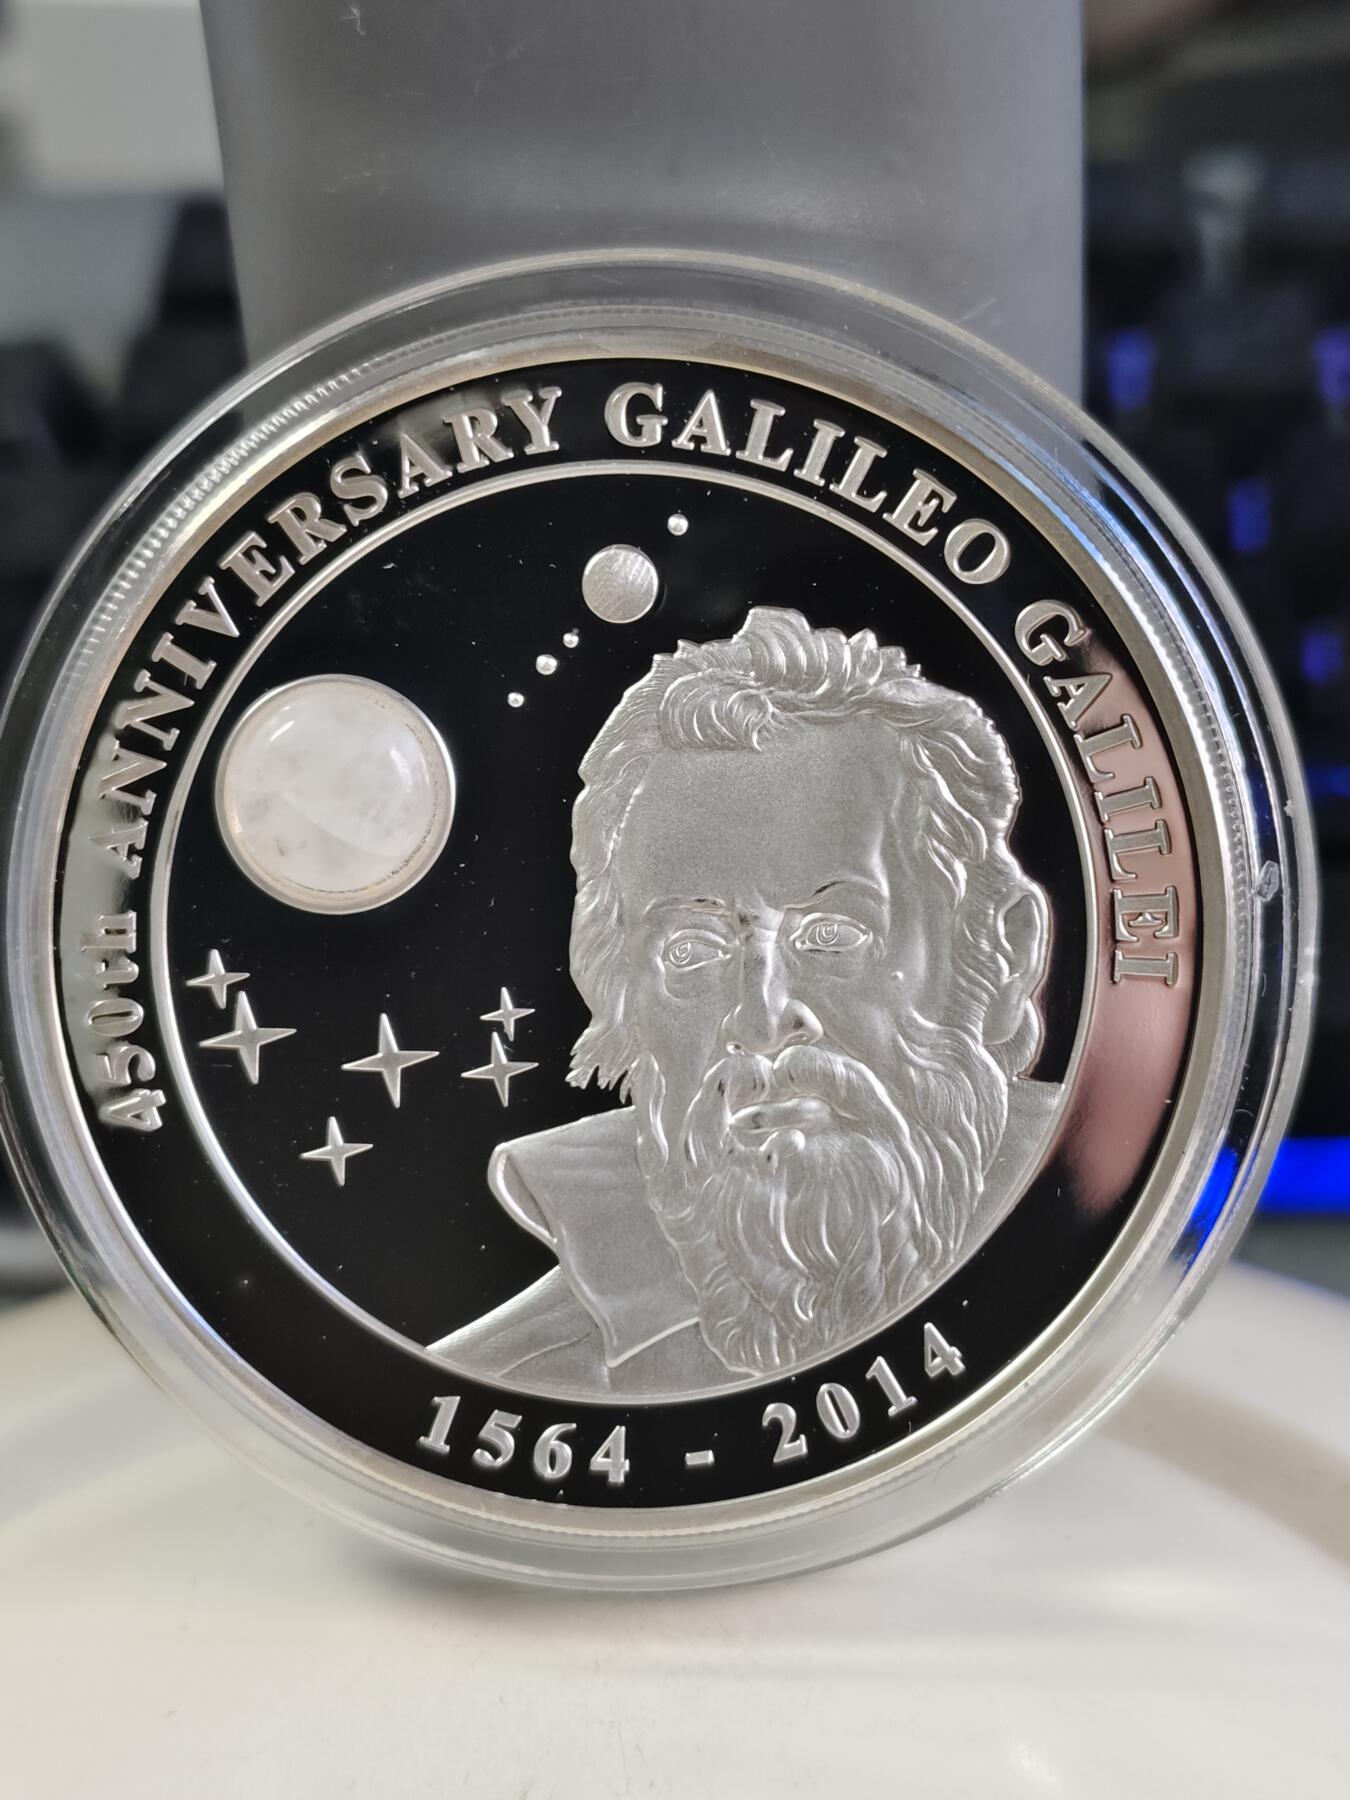 450th ANNIVERSARY GALILEO GALILEI
1564 - 2014